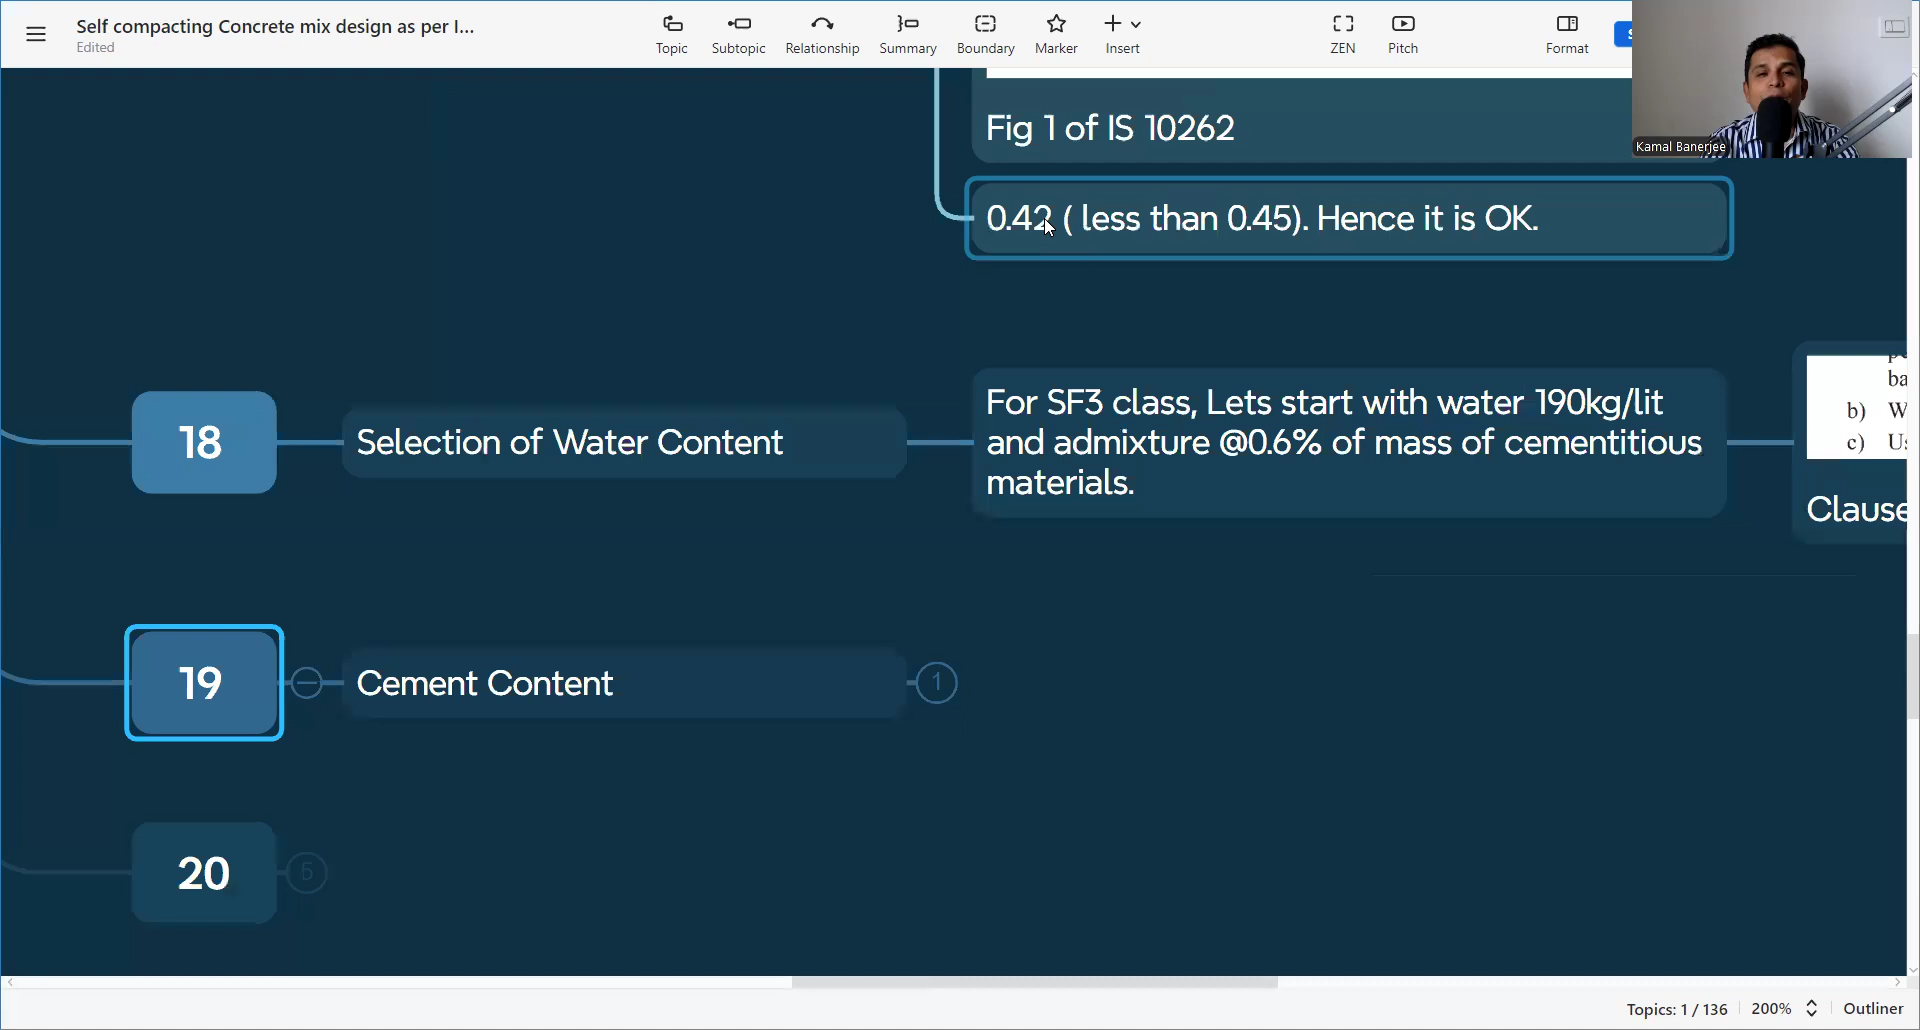 Self compacting Concrete mix design as per I...
Edited
Topic
Subtopic
Relationship
Summary
Boundary
Marker
Insert
ZEN
Pitch
Format
Kamal Banerjee
Fig 1 of IS 10262
0.42 ( less than 0.45). Hence it is OK.
18
Selection of Water Content
For SF3 class, Lets start with water 190kg/lit
and admixture @0.6% of mass of cementitious
materials.
ba
b) W
c) Us
Clause
19
Cement Content
1
20
5
Topics: 1 / 136
200%
Outliner